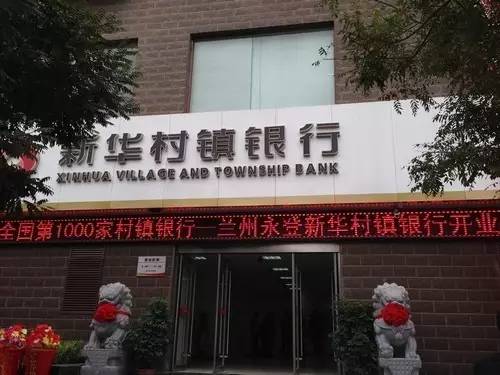 新华村镇银行
XINHUA VILLAGE AND TOWNSHIP BANK
全国第1000家村镇银行—兰州永登新华村镇银行开业